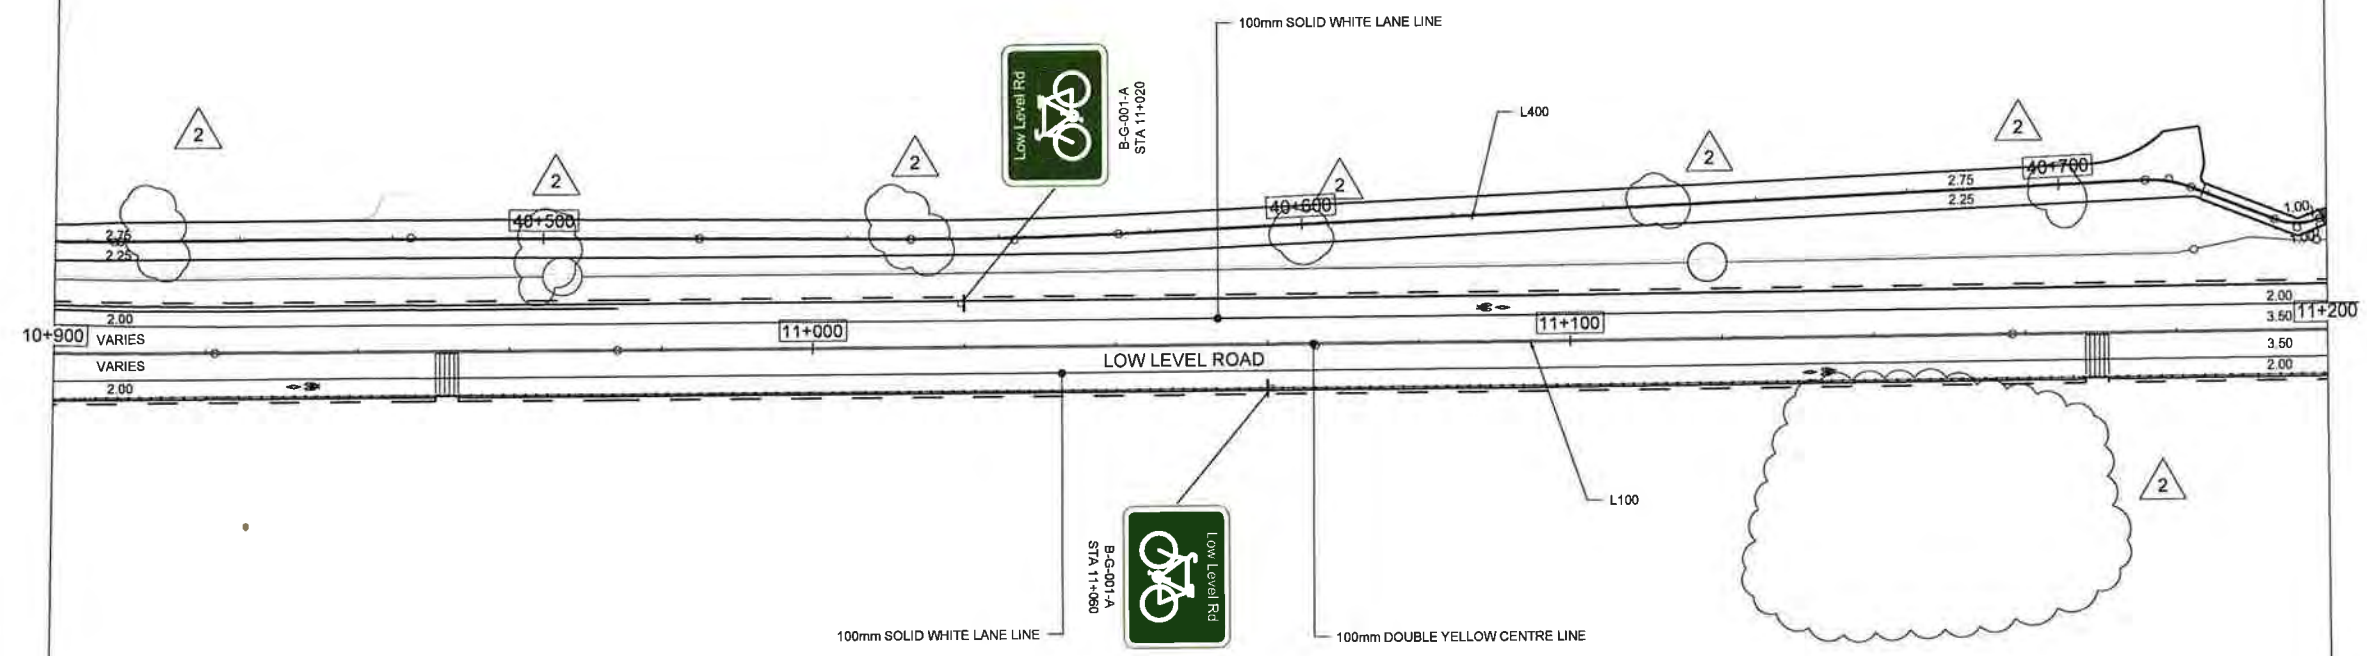 100mm SOLID WHITE LANE LINE
Low Level Rd
B-G-001-A
STA 11+020
L400
2
2
2
2
2
2
40+500
40+600
40+700
2.75
2.25
2.75
2.25
1.00
1.00
2.00
2.00
10+900
VARIES
11+000
11+100
3.50
11+200
VARIES
LOW LEVEL ROAD
3.50
2.00
2.00
2
L100
Low Level Rd
B-G-001-A
STA 11+060
100mm SOLID WHITE LANE LINE
100mm DOUBLE YELLOW CENTRE LINE